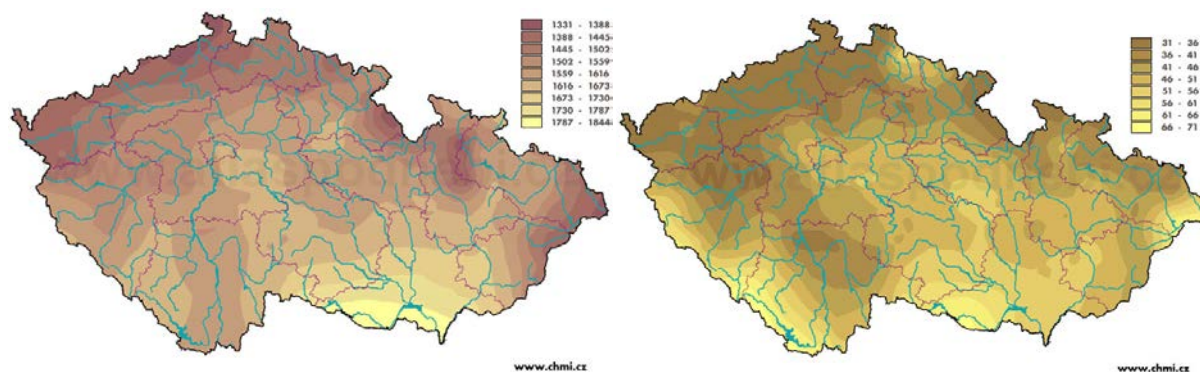 1331 - 1388
1388 - 1445
1445 - 1502
1502 - 1559
1559 - 1616
1616 - 1673
1673 - 1730
1730 - 1787
1787 - 1844
www.chmi.cz
31 - 36
36 - 41
41 - 46
46 - 51
51 - 56
56 - 61
61 - 66
66 - 71
www.chmi.cz